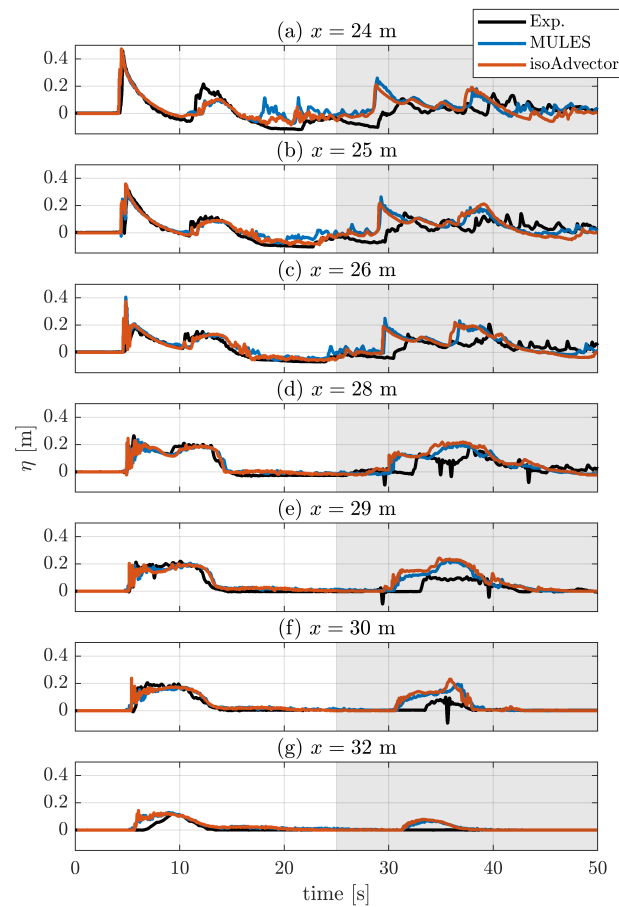 (a) x = 24 m
Exp.
MULES
isoAdvector
0.4
0.2
0
(b) x = 25 m
0.4
0.2
0
(c) x = 26 m
0.4
0.2
0
(d) x = 28 m
0.4
0.2
0
η [m]
(e) x = 29 m
0.4
0.2
0
(f) x = 30 m
0.4
0.2
0
(g) x = 32 m
0.4
0.2
0
0 10 20 30 40 50
time [s]